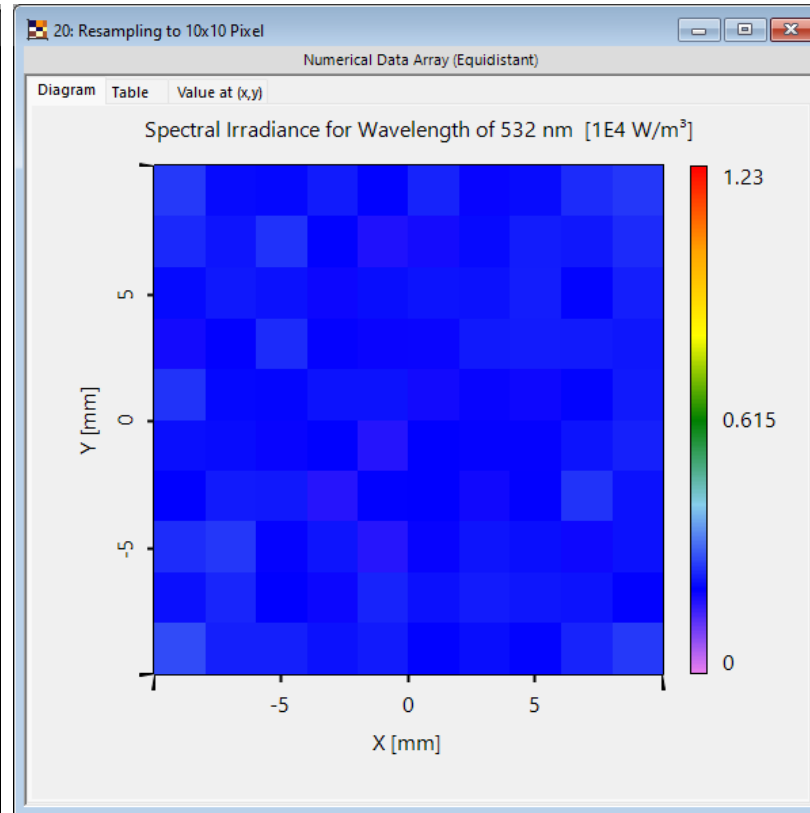 20: Resampling to 10x10 Pixel
Numerical Data Array (Equidistant)
Diagram Table Value at (x,y)
Spectral Irradiance for Wavelength of 532 nm [1E4 W/m³]
1.23
5
0.615
0
Y [mm]
-5
0
-5 0 5
X [mm]